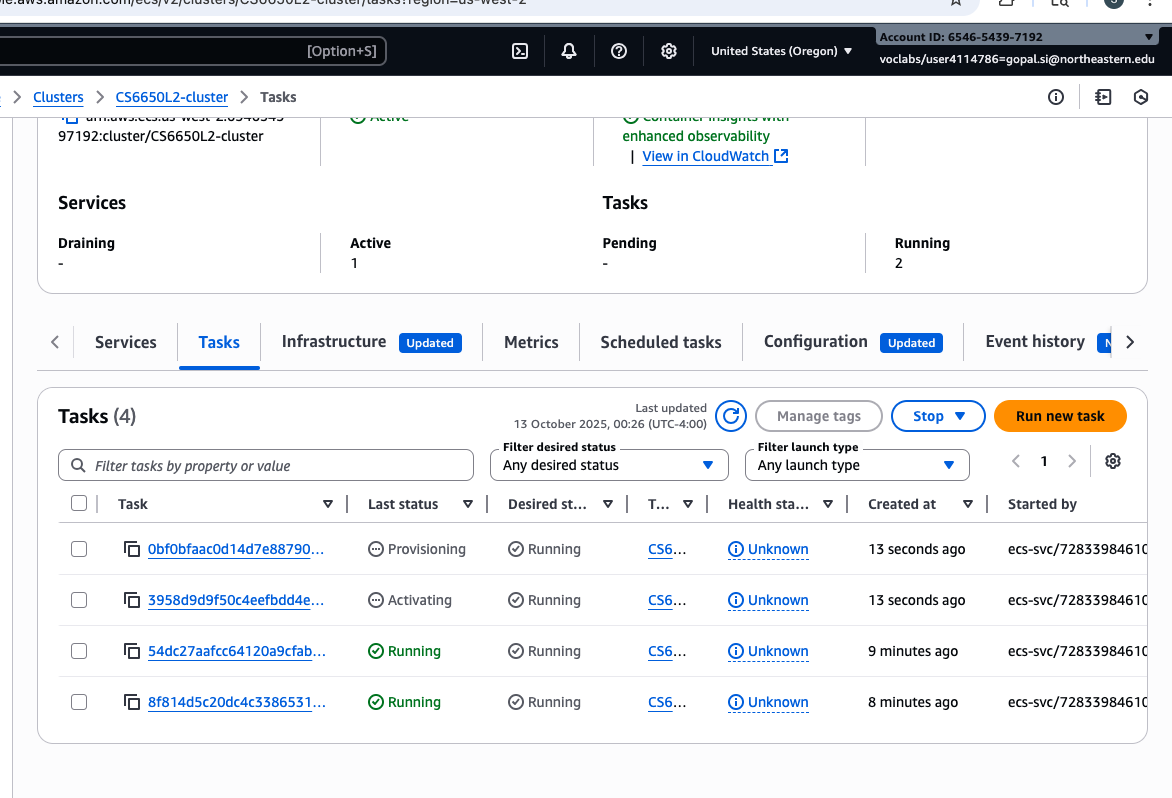 .aws.amazon.com/ecs/v2/clusters/CS6650L2-cluster/tasks?region=us-west-2
[Option+S]
United States (Oregon)
Account ID: 6546-5439-7192
voclabs/user4114786=gopal.si@northeastern.edu
Clusters
CS6650L2-cluster
Tasks
arn:aws:ecs:us-west-2:6546543
97192:cluster/CS6650L2-cluster
Active
Container Insights with
enhanced observability
| View in CloudWatch
Services
Tasks
Draining
-
Active
1
Pending
-
Running
2
Services
Tasks
Infrastructure Updated
Metrics
Scheduled tasks
Configuration Updated
Event history N
Tasks (4)
Last updated
13 October 2025, 00:26 (UTC-4:00)
Manage tags
Stop
Run new task
Filter tasks by property or value
Filter desired status
Any desired status
Filter launch type
Any launch type
1
Task Last status Desired st... T... Health sta... Created at Started by
0bf0bfaac0d14d7e88790... Provisioning Running CS6... Unknown 13 seconds ago ecs-svc/72833984610
3958d9d9f50c4eefbdd4e... Activating Running CS6... Unknown 13 seconds ago ecs-svc/72833984610
54dc27aafcc64120a9cfab... Running Running CS6... Unknown 9 minutes ago ecs-svc/72833984610
8f814d5c20dc4c3386531... Running Running CS6... Unknown 8 minutes ago ecs-svc/72833984610